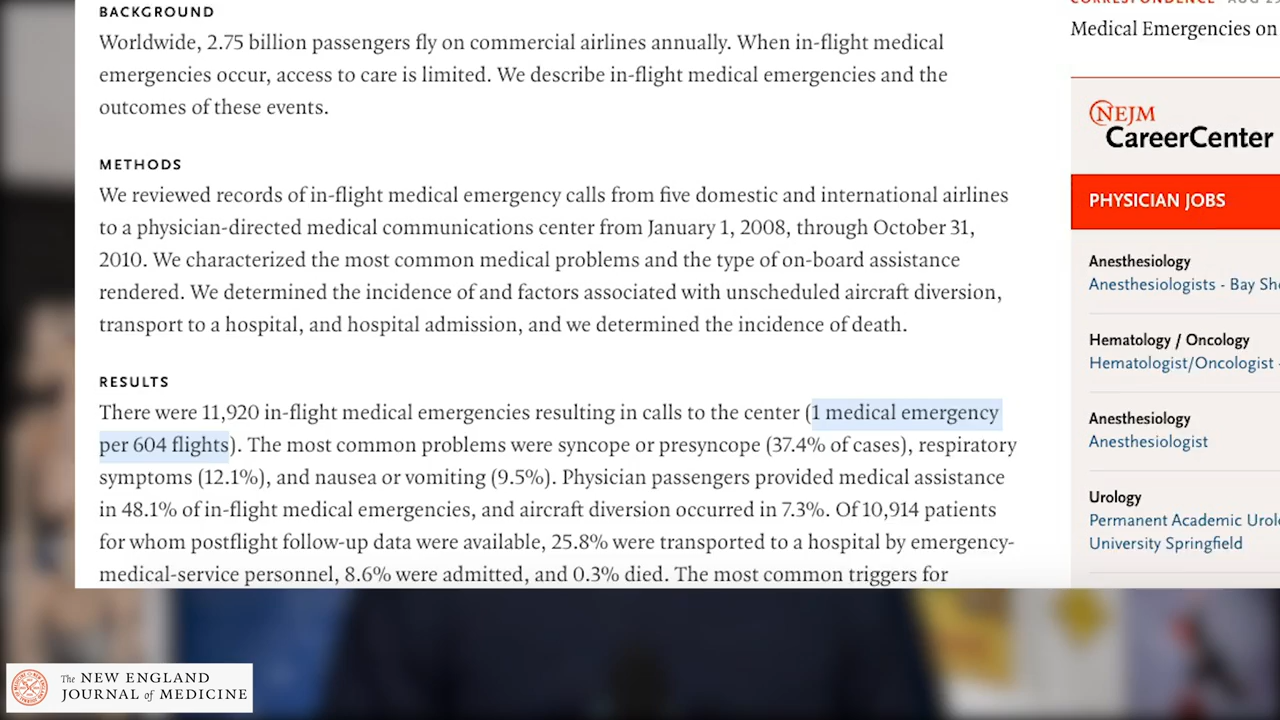 BACKGROUND
Worldwide, 2.75 billion passengers fly on commercial airlines annually. When in-flight medical
emergencies occur, access to care is limited. We describe in-flight medical emergencies and the
outcomes of these events.
METHODS
We reviewed records of in-flight medical emergency calls from five domestic and international airlines
to a physician-directed medical communications center from January 1, 2008, through October 31,
2010. We characterized the most common medical problems and the type of on-board assistance
rendered. We determined the incidence of and factors associated with unscheduled aircraft diversion,
transport to a hospital, and hospital admission, and we determined the incidence of death.
RESULTS
There were 11,920 in-flight medical emergencies resulting in calls to the center (1 medical emergency
per 604 flights). The most common problems were syncope or presyncope (37.4% of cases), respiratory
symptoms (12.1%), and nausea or vomiting (9.5%). Physician passengers provided medical assistance
in 48.1% of in-flight medical emergencies, and aircraft diversion occurred in 7.3%. Of 10,914 patients
for whom postflight follow-up data were available, 25.8% were transported to a hospital by emergency-
medical-service personnel, 8.6% were admitted, and 0.3% died. The most common triggers for
CORRESPONDENCE AUG 29
Medical Emergencies on
NEJM
CareerCenter
PHYSICIAN JOBS
Anesthesiology
Anesthesiologists - Bay Sho
Hematology / Oncology
Hematologist/Oncologist -
Anesthesiology
Anesthesiologist
Urology
Permanent Academic Urol
University Springfield
The NEW ENGLAND
JOURNAL of MEDICINE